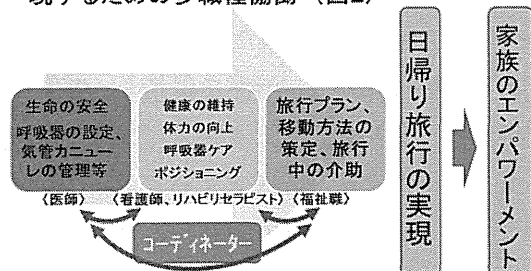 現するための多職種協働（図2）
生命の安全
呼吸器の設定、
気管カニュー
レの管理等
健康の維持
体力の向上
呼吸器ケア
ポジショニング
旅行プラン、
移動方法の
策定、旅行
中の介助
〈医師〉
〈看護師、リハビリセラピスト〉
〈福祉職〉
コーディネーター
日帰り旅行の実現
家族のエンパワーメント